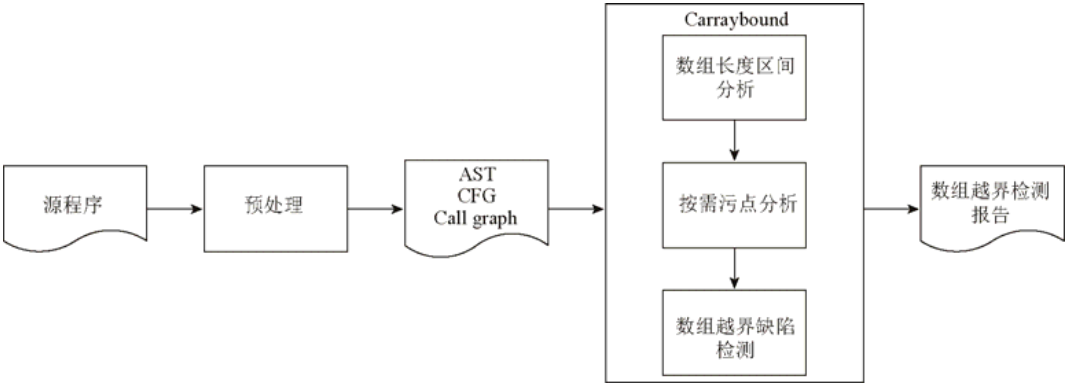 源程序
预处理
AST
CFG
Call graph
Carraybound
数组长度区间
分析
按需污点分析
数组越界缺陷
检测
数组越界检测
报告